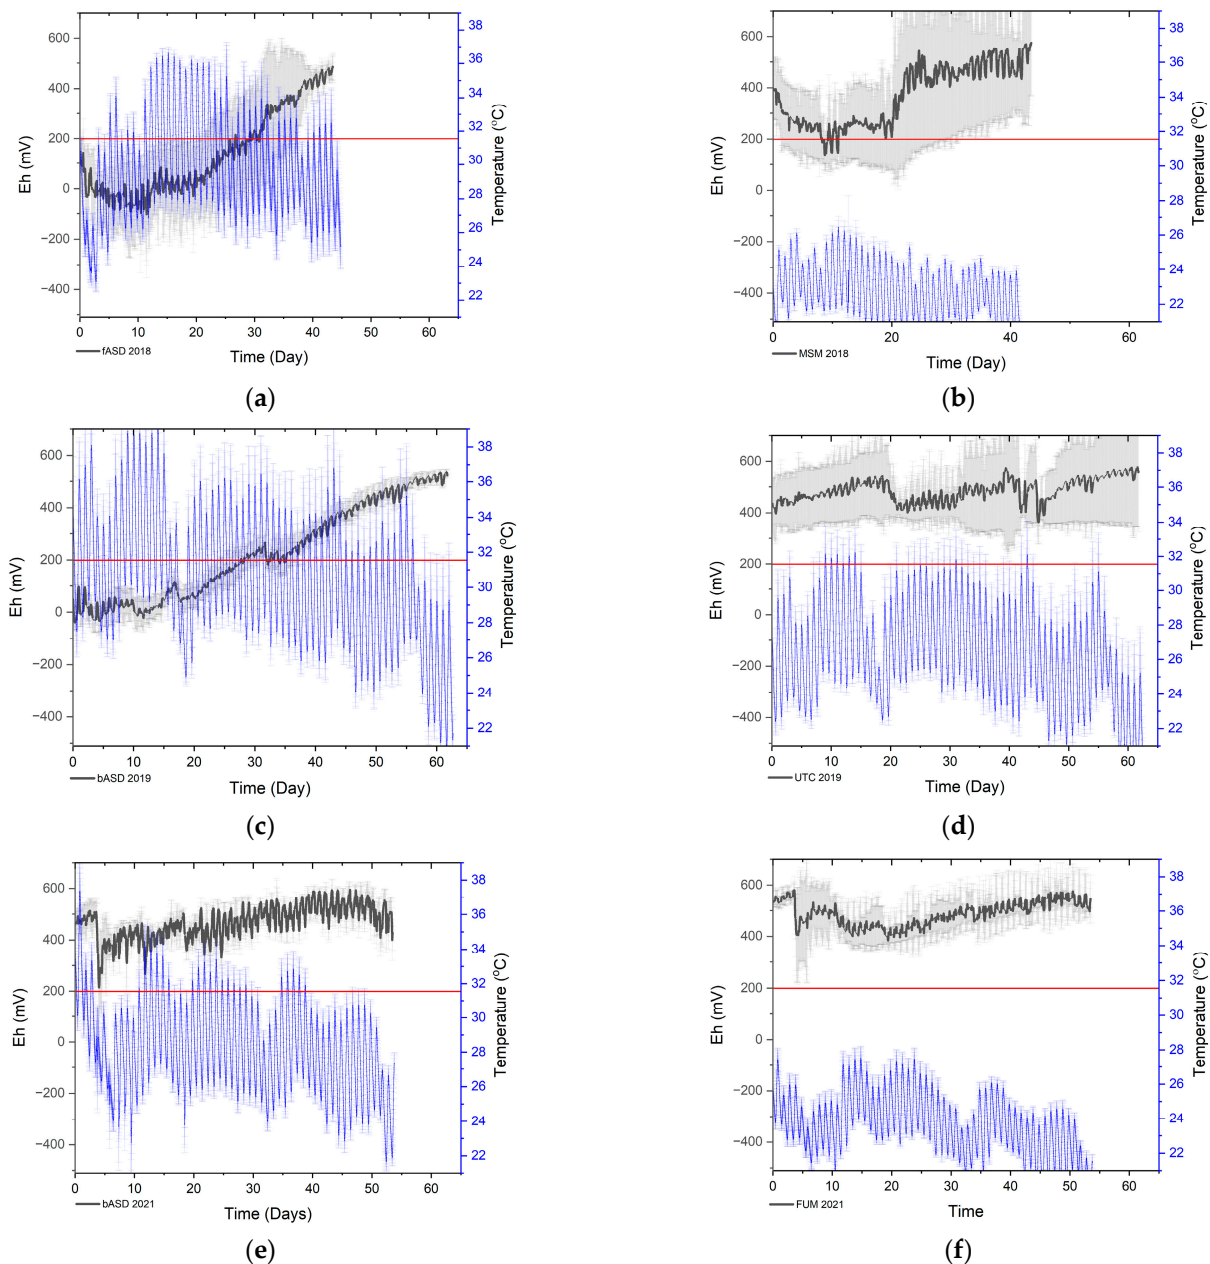 600
400
200
0
−200
−400
Eh (mV)
36
34
32
30
28
26
24
22
Temperature (°C)
0 10 20 30 40 50 60
fASD 2018
Time (Day)
(a)
600
400
200
0
−200
−400
Eh (mV)
38
36
34
32
30
28
26
24
22
Temperature (°C)
0 10 20 30 40 50 60
MSM 2018
Time (Day)
(b)
600
400
200
0
−200
−400
Eh (mV)
38
36
34
32
30
28
26
24
22
Temperature (°C)
0 10 20 30 40 50 60
bASD 2019
Time (Day)
(c)
600
400
200
0
−200
−400
Eh (mV)
38
36
34
32
30
28
26
24
22
Temperature (°C)
0 10 20 30 40 50 60
UTC 2019
Time (Day)
(d)
600
400
200
0
−200
−400
Eh (mV)
38
36
34
32
30
28
26
24
22
Temperature (°C)
0 10 20 30 40 50 60
bASD 2021
Time (Days)
(e)
600
400
200
0
−200
−400
Eh (mV)
38
36
34
32
30
28
26
24
22
Temperature (°C)
0 10 20 30 40 50 60
FUM 2021
Time
(f)